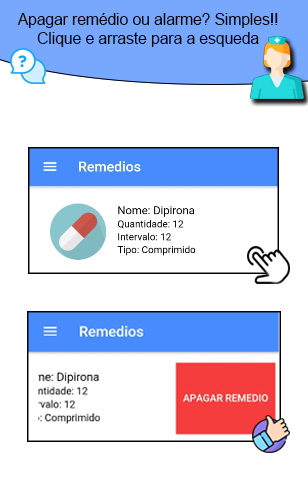 Apagar remédio ou alarme? Simples!!
Clique e arraste para a esqueda
?
Remedios
Nome: Dipirona
Quantidade: 12
Intervalo: 12
Tipo: Comprimido
Remedios
ne: Dipirona
ntidade: 12
valo: 12
: Comprimido
APAGAR REMEDIO